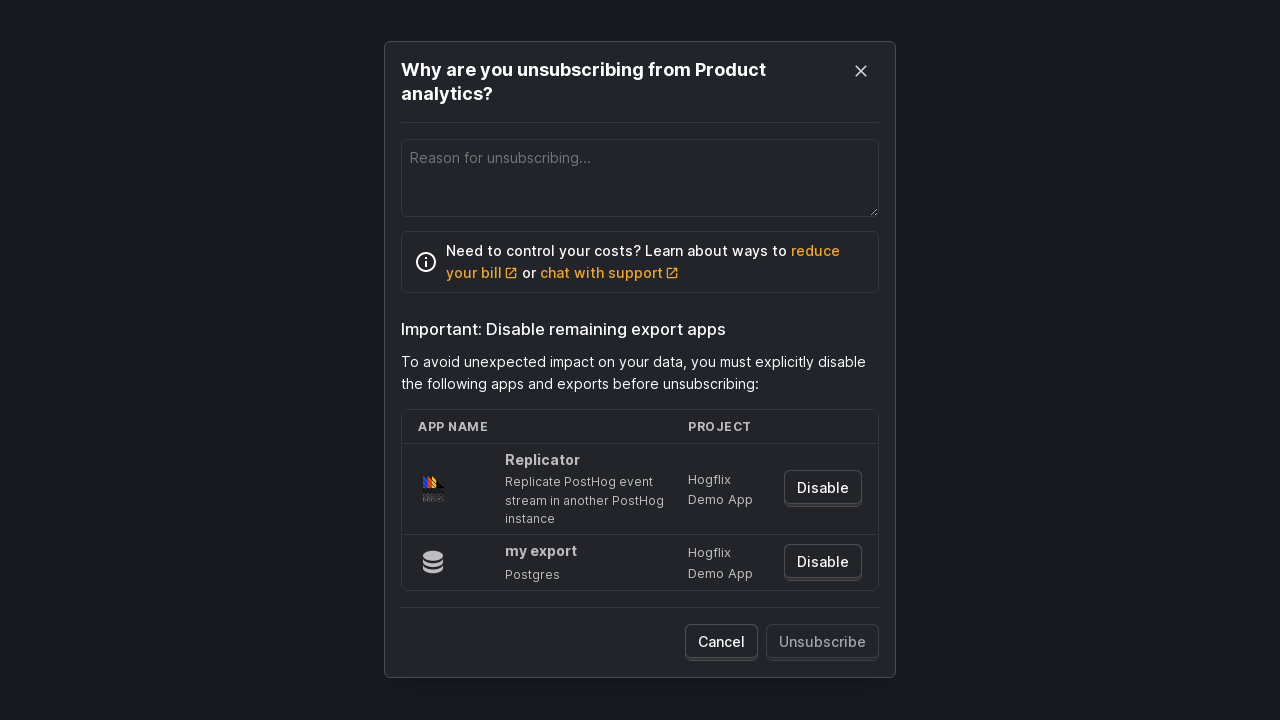 Why are you unsubscribing from Product
analytics?
Reason for unsubscribing...
Need to control your costs? Learn about ways to reduce
your bill or chat with support
Important: Disable remaining export apps
To avoid unexpected impact on your data, you must explicitly disable
the following apps and exports before unsubscribing:
APP NAME PROJECT
Replicator
Replicate PostHog event
stream in another PostHog
instance
Hogflix
Demo App
Disable
my export
Postgres
Hogflix
Demo App
Disable
Cancel Unsubscribe